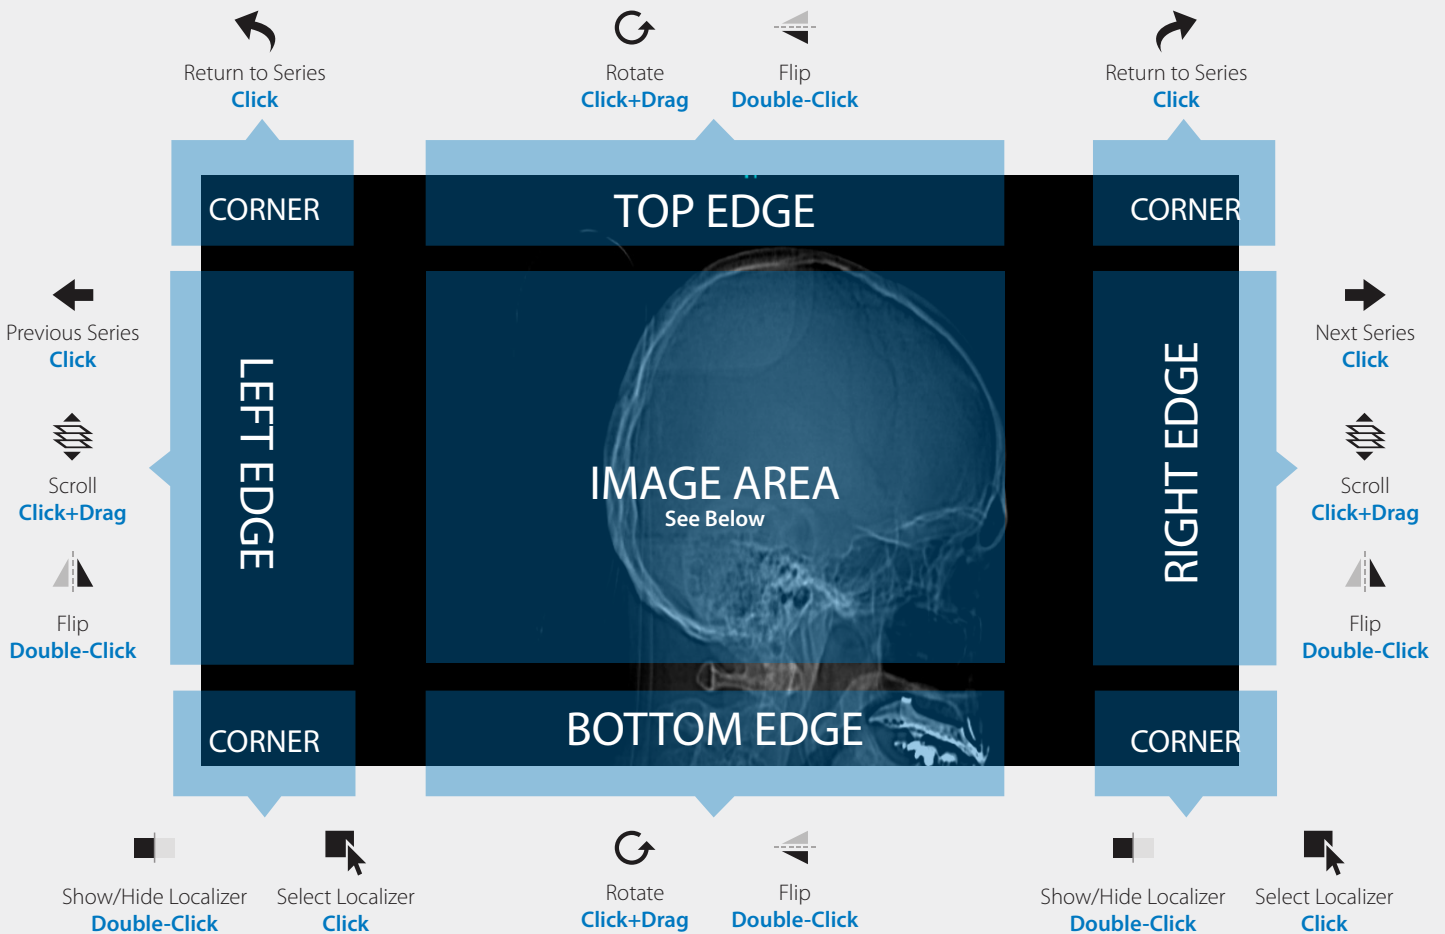 Return to Series
Click
Rotate
Click+Drag
Flip
Double-Click
Return to Series
Click
CORNER
TOP EDGE
CORNER
Previous Series
Click
Scroll
Click+Drag
Flip
Double-Click
LEFT EDGE
IMAGE AREA
See Below
RIGHT EDGE
Next Series
Click
Scroll
Click+Drag
Flip
Double-Click
CORNER
BOTTOM EDGE
CORNER
Show/Hide Localizer
Double-Click
Select Localizer
Click
Rotate
Click+Drag
Flip
Double-Click
Show/Hide Localizer
Double-Click
Select Localizer
Click